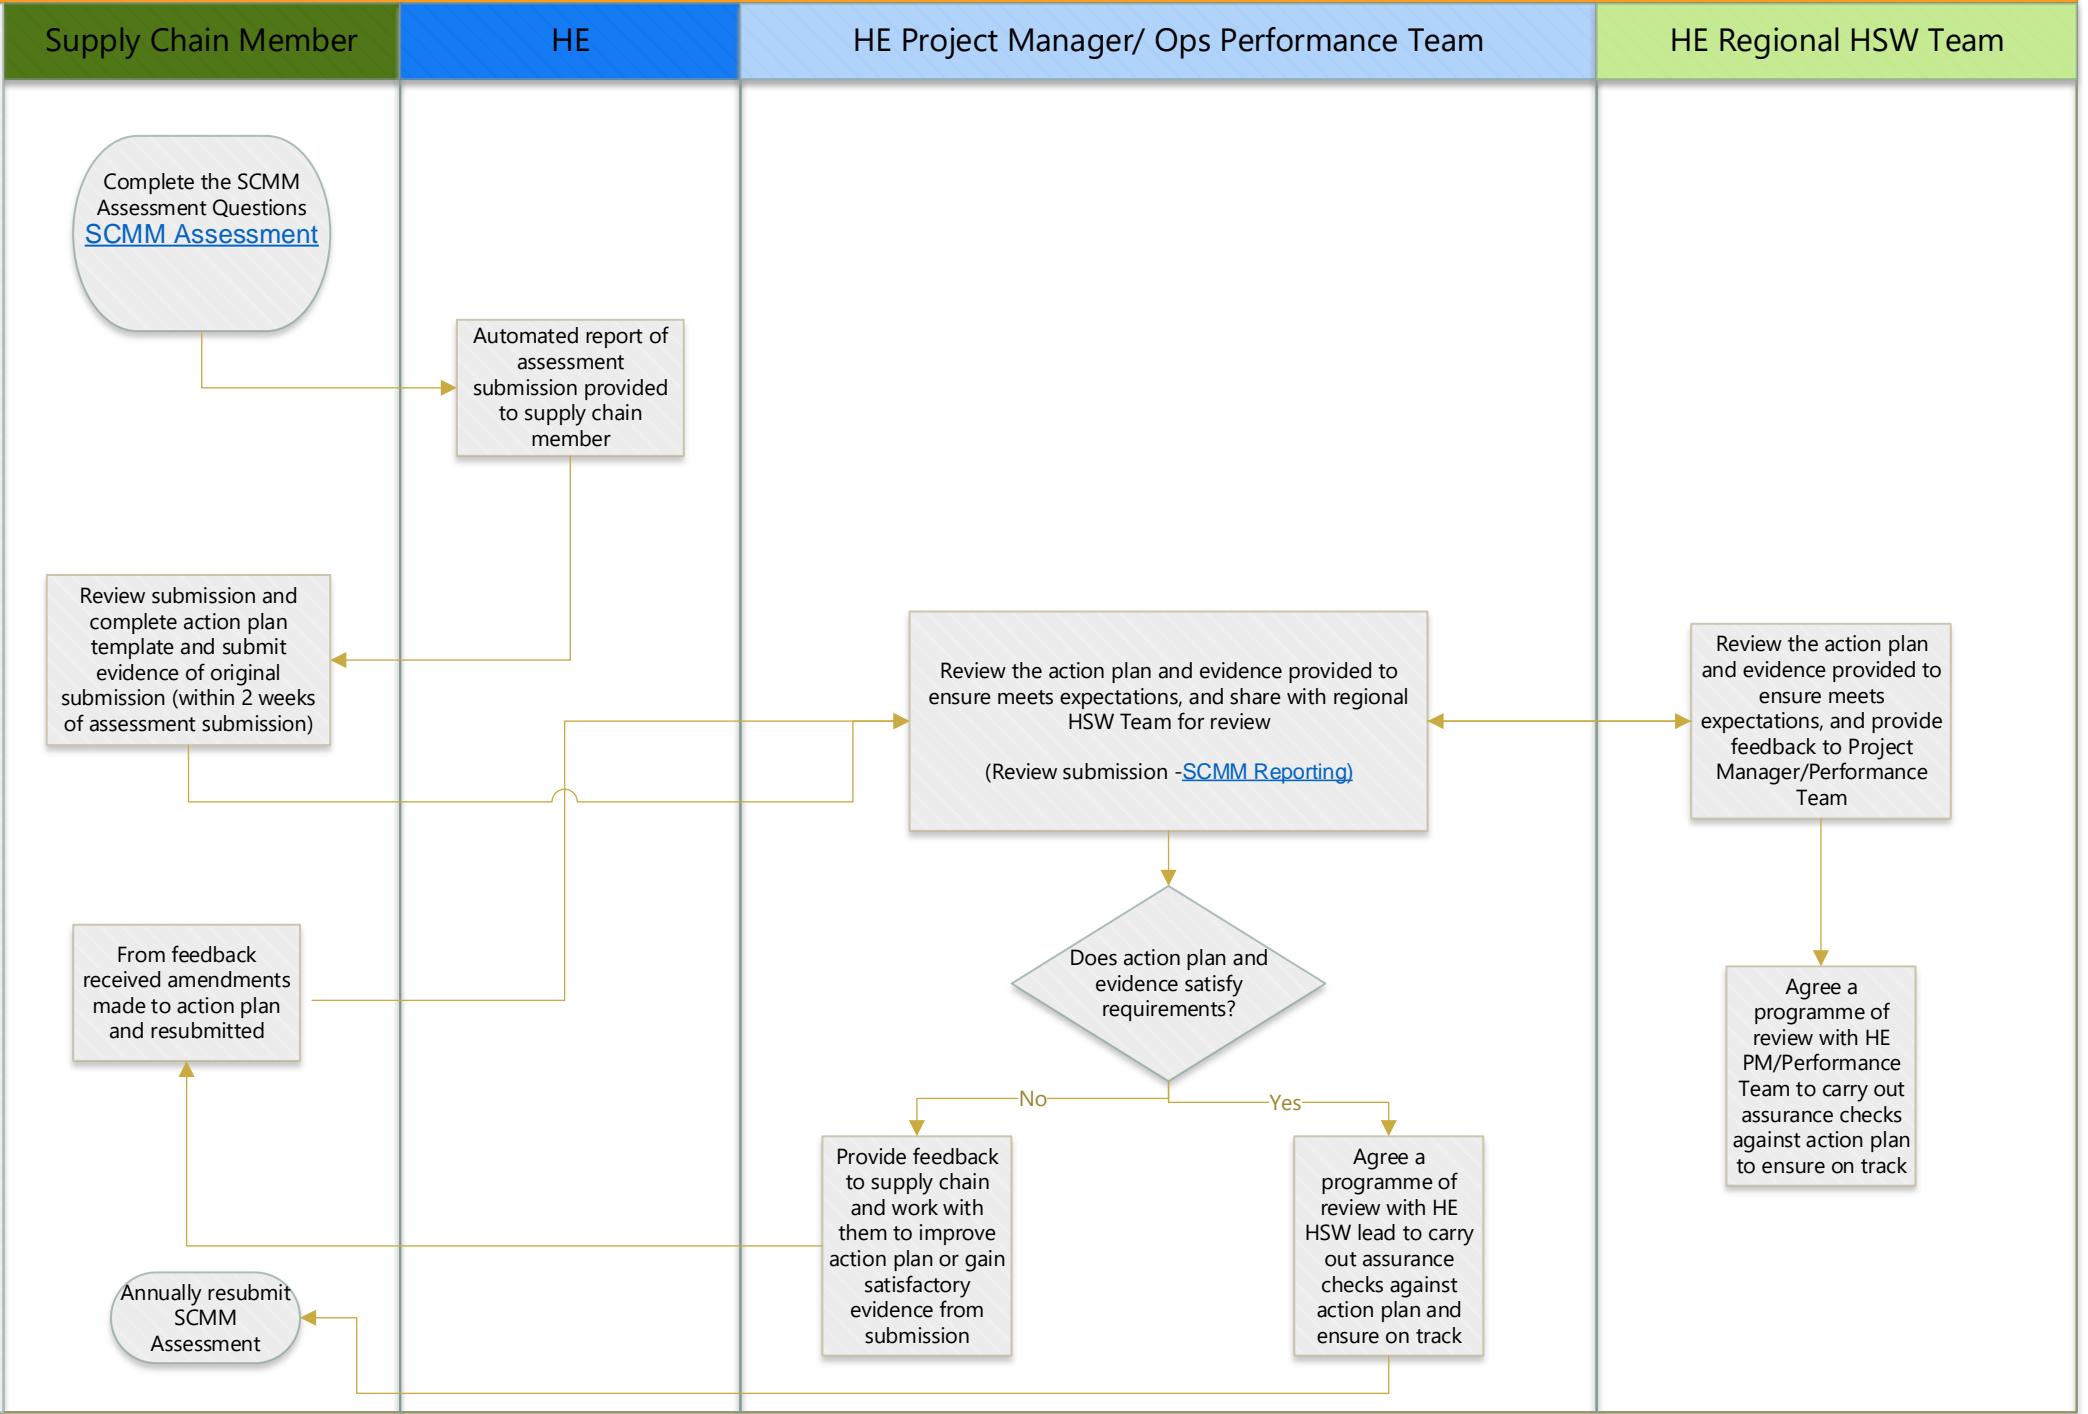 Supply Chain Member
HE
HE Project Manager/ Ops Performance Team
HE Regional HSW Team
Complete the SCMM
Assessment Questions
SCMM Assessment
Automated report of
assessment
submission provided
to supply chain
member
Review submission and
complete action plan
template and submit
evidence of original
submission (within 2 weeks
of assessment submission)
Review the action plan and evidence provided to
ensure meets expectations, and share with regional
HSW Team for review
(Review submission -SCMM Reporting)
Review the action plan
and evidence provided to
ensure meets
expectations, and provide
feedback to Project
Manager/Performance
Team
From feedback
received amendments
made to action plan
and resubmitted
Does action plan and
evidence satisfy
requirements?
Agree a
programme of
review with HE
PM/Performance
Team to carry out
assurance checks
against action plan
to ensure on track
No
Yes
Provide feedback
to supply chain
and work with
them to improve
action plan or gain
satisfactory
evidence from
submission
Agree a
programme of
review with HE
HSW lead to carry
out assurance
checks against
action plan and
ensure on track
Annually resubmit
SCMM
Assessment